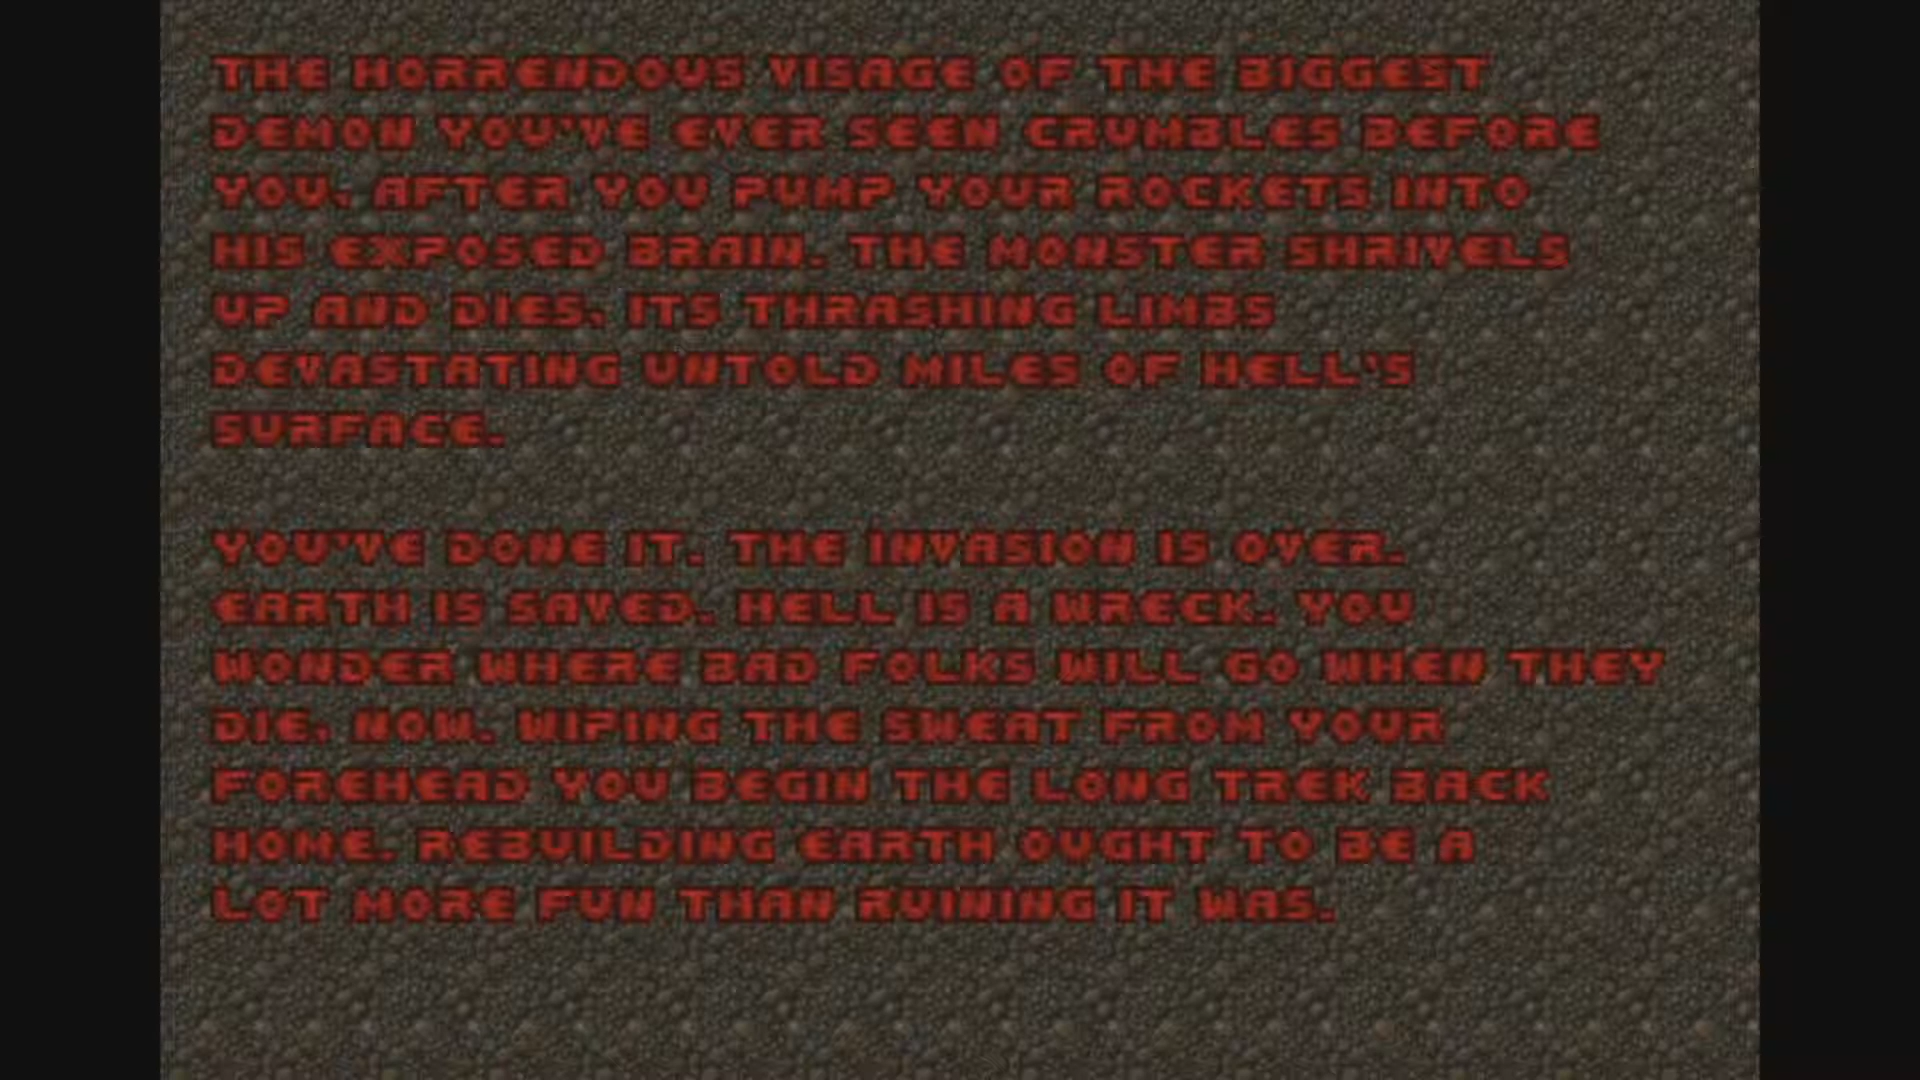 THE HORRENDOUS VISAGE OF THE BIGGEST
DEMON YOU'VE EVER SEEN CRUMBLES BEFORE
YOU, AFTER YOU PUMP YOUR ROCKETS INTO
HIS EXPOSED BRAIN. THE MONSTER SHRIVELS
UP AND DIES, ITS THRASHING LIMBS
DEVASTATING UNTOLD MILES OF HELL'S
SURFACE.
YOU'VE DONE IT. THE INVASION IS OVER.
EARTH IS SAVED. HELL IS A WRECK. YOU
WONDER WHERE BAD FOLKS WILL GO WHEN THEY
DIE, NOW. WIPING THE SWEAT FROM YOUR
FOREHEAD YOU BEGIN THE LONG TREK BACK
HOME. REBUILDING EARTH OUGHT TO BE A
LOT MORE FUN THAN RUINING IT WAS.